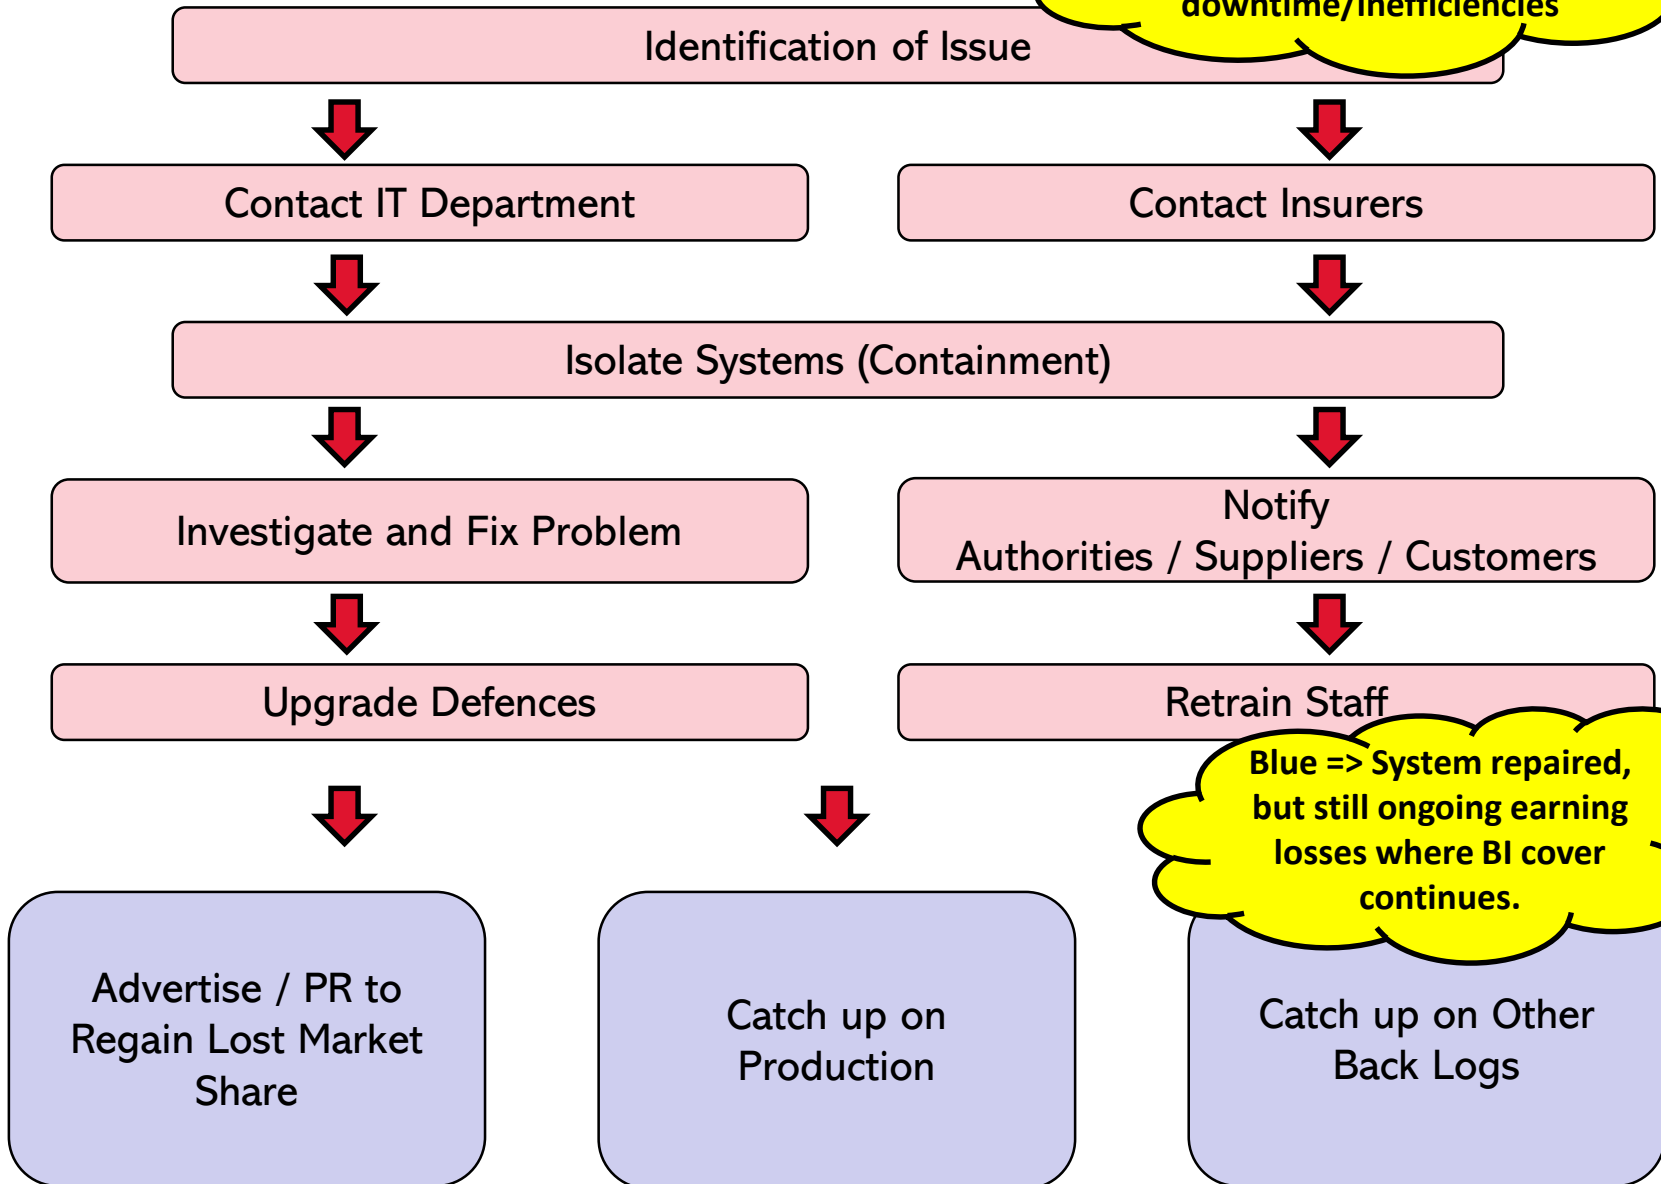 downtime/inefficiencies
Identification of Issue
Contact IT Department
Contact Insurers
Isolate Systems (Containment)
Investigate and Fix Problem
Notify
Authorities / Suppliers / Customers
Upgrade Defences
Retrain Staff
Blue => System repaired,
but still ongoing earning
losses where BI cover
continues.
Advertise / PR to
Regain Lost Market
Share
Catch up on
Production
Catch up on Other
Back Logs